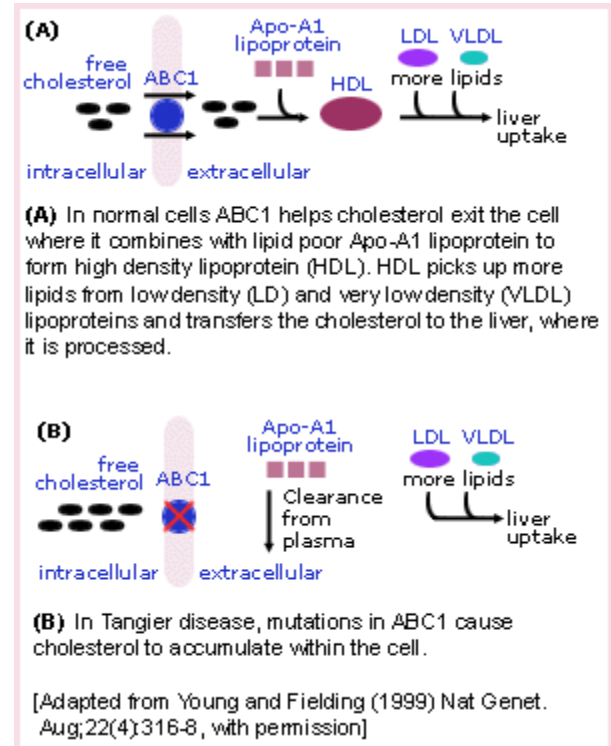 (A)
Apo-A1
lipoprotein
LDL VLDL
free
cholesterol
ABC1
HDL
more lipids
liver
uptake
intracellular extracellular
(A) In normal cells ABC1 helps cholesterol exit the cell
where it combines with lipid poor Apo-A1 lipoprotein to
form high density lipoprotein (HDL). HDL picks up more
lipids from low density (LD) and very low density (VLDL)
lipoproteins and transfers the cholesterol to the liver, where
it is processed.
(B)
Apo-A1
lipoprotein
LDL VLDL
free
cholesterol
ABC1
more lipids
Clearance
from
plasma
liver
uptake
intracellular extracellular
(B) In Tangier disease, mutations in ABC1 cause
cholesterol to accumulate within the cell.
[Adapted from Young and Fielding (1999) Nat Genet.
Aug;22(4):316-8, with permission]